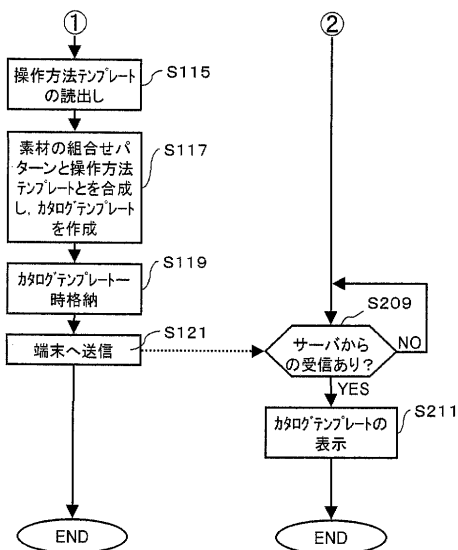 ①
操作方法ﾃﾝﾌﾟﾚｰﾄ
の読出し
S115
素材の組合せパ
ターンと操作方法
ﾃﾝﾌﾟﾚｰﾄとを合成
し，ｶﾀﾛｸﾞﾃﾝﾌﾟﾚｰﾄ
を作成
S117
ｶﾀﾛｸﾞﾃﾝﾌﾟﾚｰﾄ一
時格納
S119
端末へ送信
S121
END
②
サーバから
の受信あり？
S209
NO
YES
ｶﾀﾛｸﾞﾃﾝﾌﾟﾚｰﾄの
表示
S211
END